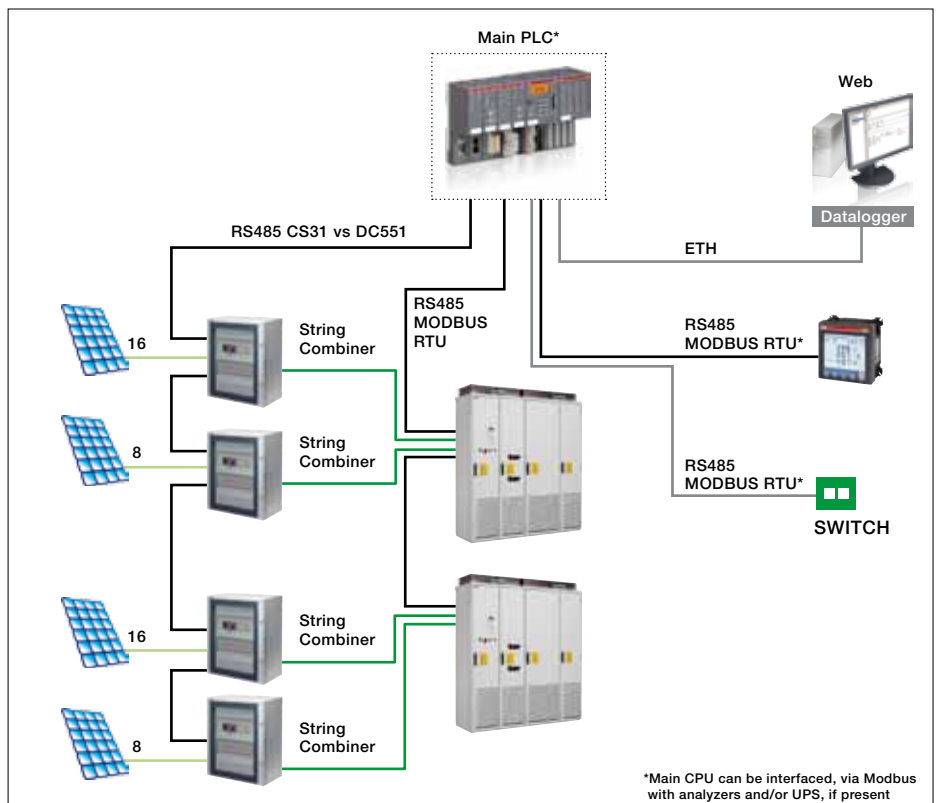 Main PLC*
Web
Datalogger
RS485 CS31 vs DC551
ETH
RS485
MODBUS
RTU
RS485
MODBUS RTU*
16
String
Combiner
8
String
Combiner
RS485
MODBUS RTU*
SWITCH
16
String
Combiner
8
String
Combiner
*Main CPU can be interfaced, via Modbus
with analyzers and/or UPS, if present